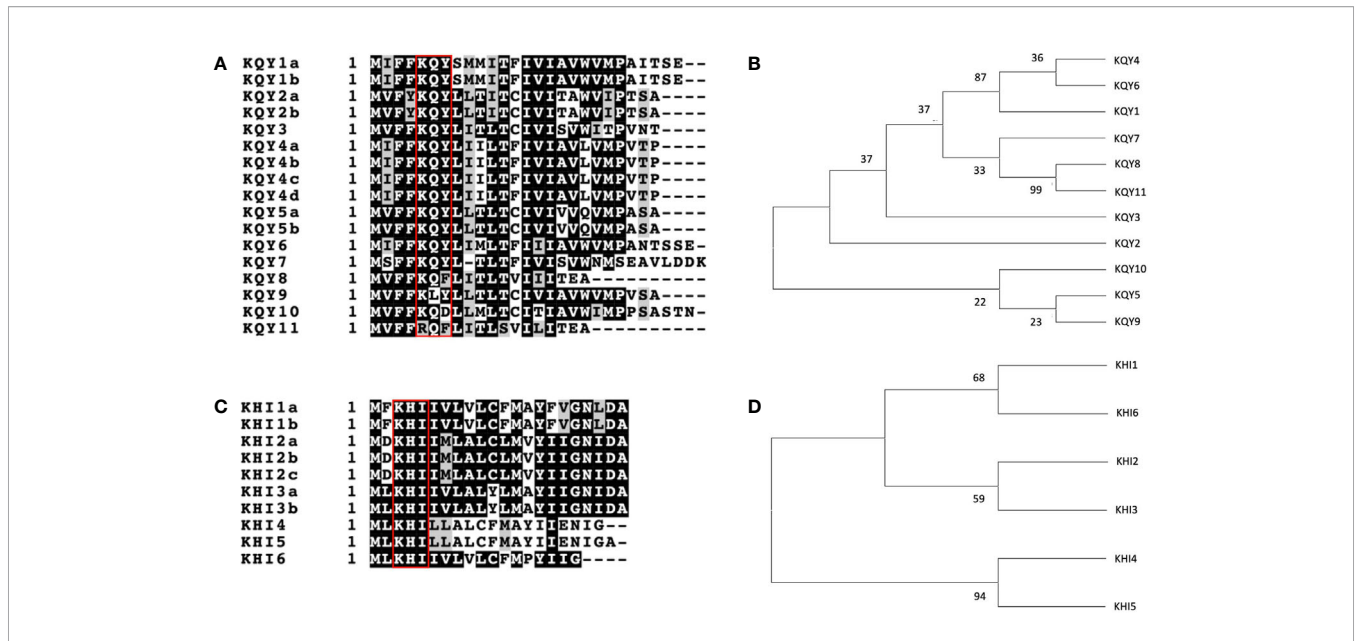 A
KQY1a 1 MIFFKQYSMMITFIVIAVWVMPAITSE--
KQY1b 1 MIFFKQYSMMITFIVIAVWVMPAITSE--
KQY2a 1 MVFYKQYLLTITCIVITAWVIPTSA----
KQY2b 1 MVFYKQYLLTITCIVITAWVIPTSA----
KQY3 1 MVFFKQYLITLTCIVISVWITPVNT----
KQY4a 1 MIFFKQYLIILTFIVIAVLVMPVTP----
KQY4b 1 MIFFKQYLIILTFIVIAVLVMPVTP----
KQY4c 1 MIFFKQYLIILTFIVIAVLVMPVTP----
KQY4d 1 MIFFKQYLIILTFIVIAVLVMPVTP----
KQY5a 1 MVFFKQYLLTLTCIVIVVQVMPASA----
KQY5b 1 MVFFKQYLLTLTCIVIVVQVMPASA----
KQY6 1 MIFFKQYLIMLTFIIIAVWVMPANTSSE-
KQY7 1 MSFFKQYL-TLTFIVISVWNMSEAVLDDK
KQY8 1 MVFFKQFLITLTVIIITEA----------
KQY9 1 MVFFKLYLLTLTCIVIAVWVMPVSA----
KQY10 1 MVFFKQDLLMLTCITIAVWIMPPSASTN-
KQY11 1 MVFFRQFLITLSVILITEA----------
B
36
KQY4
87
KQY6
37
KQY1
KQY7
37
33
KQY8
99
KQY11
KQY3
KQY2
KQY10
22
KQY5
23
KQY9
C
KHI1a 1 MFKHIIVLVLCFMAYFVGNLDA
KHI1b 1 MFKHIIVLVLCFMAYFVGNLDA
KHI2a 1 MDKHIIMLALCLMVYIIGNIDA
KHI2b 1 MDKHIIMLALCLMVYIIGNIDA
KHI2c 1 MDKHIIMLALCLMVYIIGNIDA
KHI3a 1 MLKHIIVLALYLMAYIIGNIDA
KHI3b 1 MLKHIIVLALYLMAYIIGNIDA
KHI4 1 MLKHILLALCFMAYIIENIG--
KHI5 1 MLKHILLALCFMAYIIENIGA-
KHI6 1 MLKHIIVLVLCFMPYIIG----
D
KHI1
68
KHI6
KHI2
59
KHI3
KHI4
94
KHI5